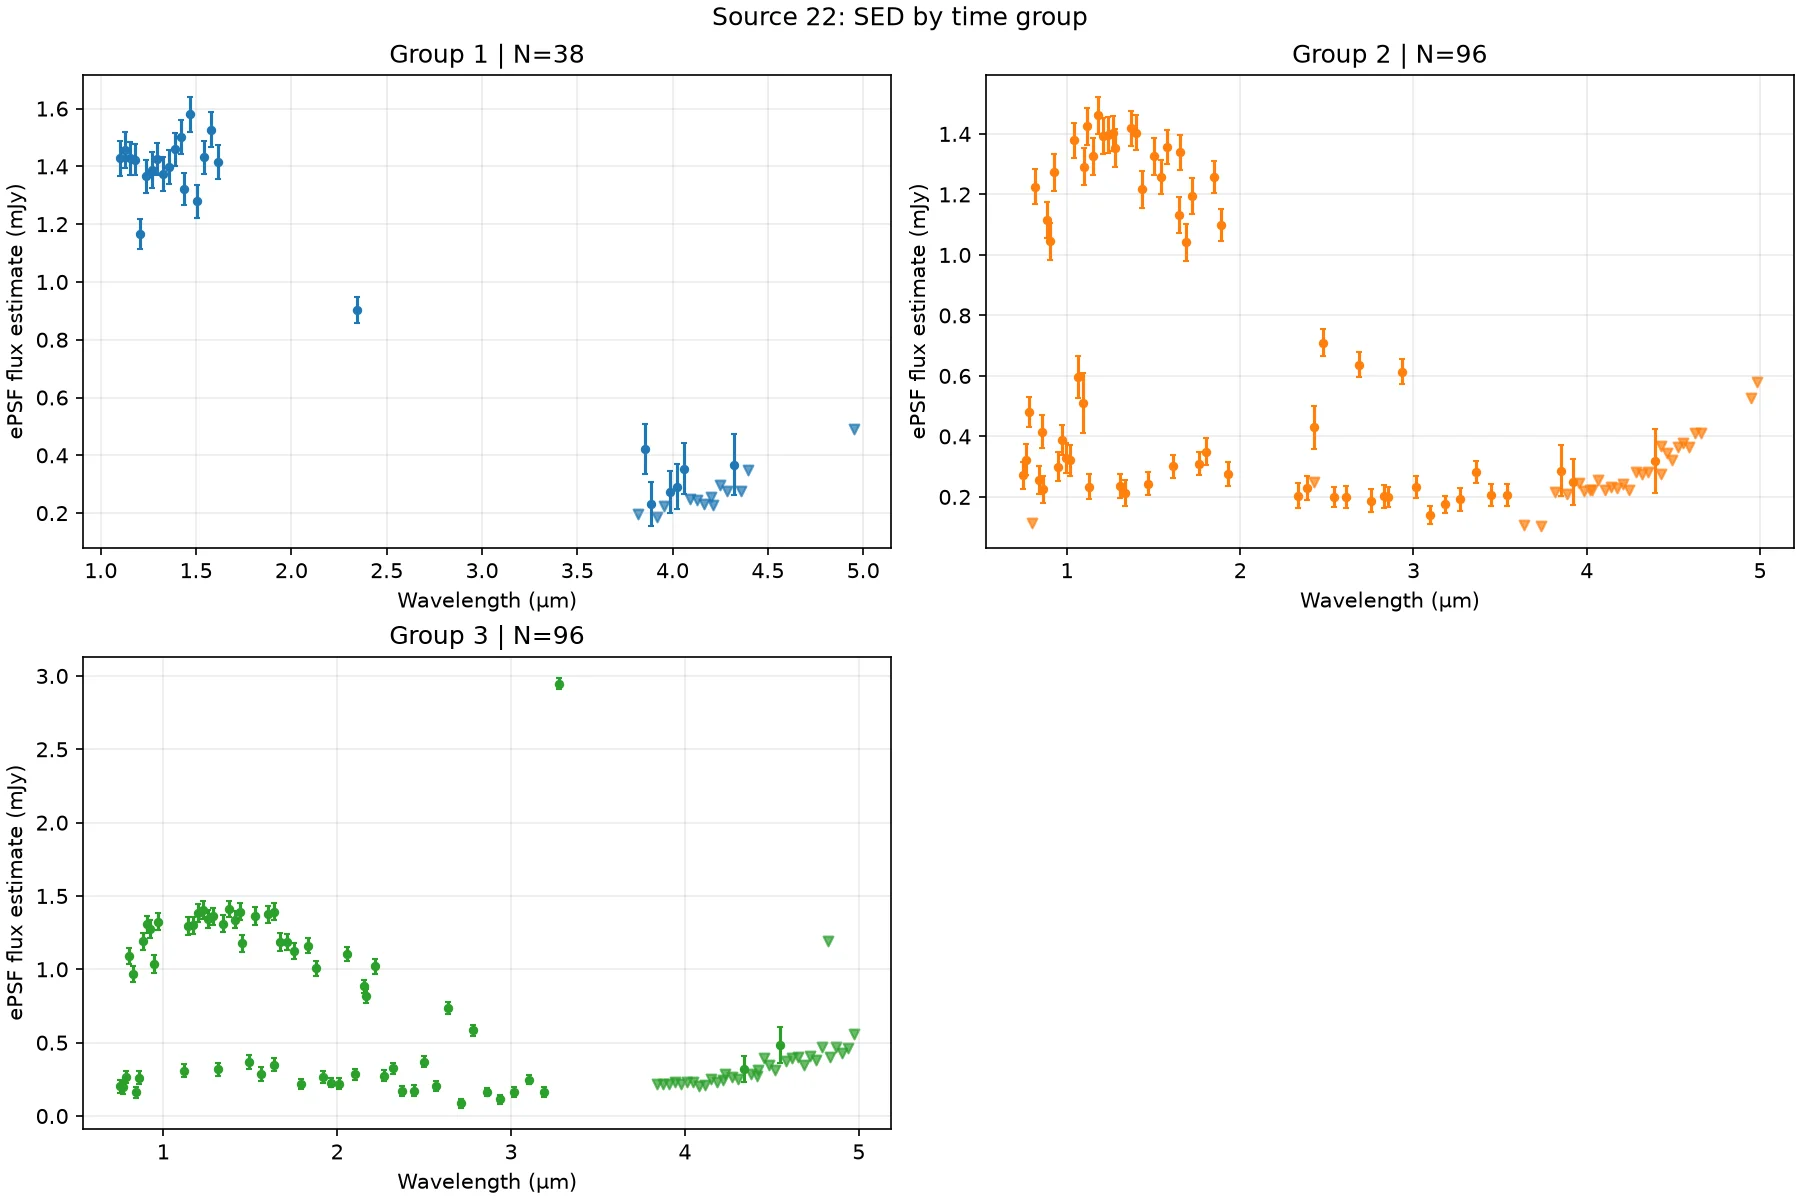 Source 22: SED by time group
Group 1 | N=38
ePSF flux estimate (mJy)
1.6
1.4
1.2
1.0
0.8
0.6
0.4
0.2
1.0 1.5 2.0 2.5 3.0 3.5 4.0 4.5 5.0
Wavelength (μm)
Group 2 | N=96
ePSF flux estimate (mJy)
1.4
1.2
1.0
0.8
0.6
0.4
0.2
1 2 3 4 5
Wavelength (μm)
Group 3 | N=96
ePSF flux estimate (mJy)
3.0
2.5
2.0
1.5
1.0
0.5
0.0
1 2 3 4 5
Wavelength (μm)